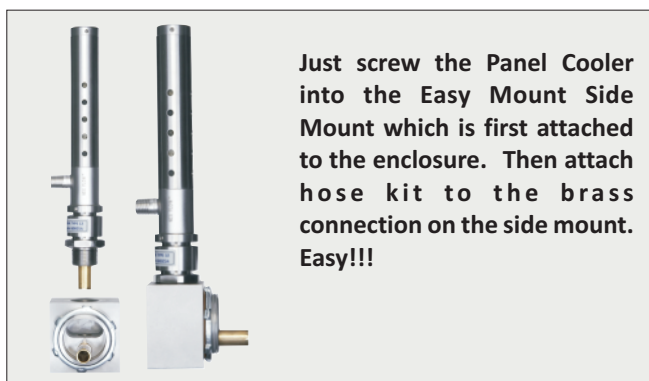 Just screw the Panel Cooler
into the Easy Mount Side
Mount which is first attached
to the enclosure. Then attach
hose kit to the brass
connection on the side mount.
Easy!!!